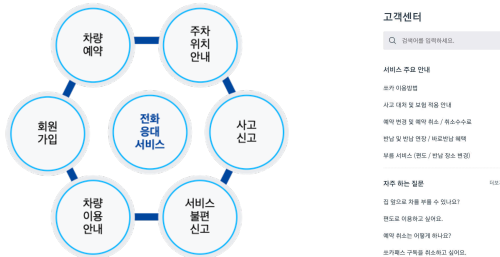 차량
예약
주차
위치
안내
회원
가입
전화
응대
서비스
사고
신고
차량
이용
안내
서비스
불편
신고
고객센터
검색어를 입력하세요.
서비스 주요 안내
쏘카 이용방법
사고 대처 및 보험 적용 안내
예약 변경 및 예약 취소 / 취소수수료
반납 및 반납 연장 / 바로반납 혜택
부름 서비스 (편도 / 반납 장소 변경)
자주 하는 질문
더보
집 앞으로 차를 부를 수 있나요?
편도로 이용하고 싶어요.
예약 취소는 어떻게 하나요?
쏘카패스 구독을 취소하고 싶어요.